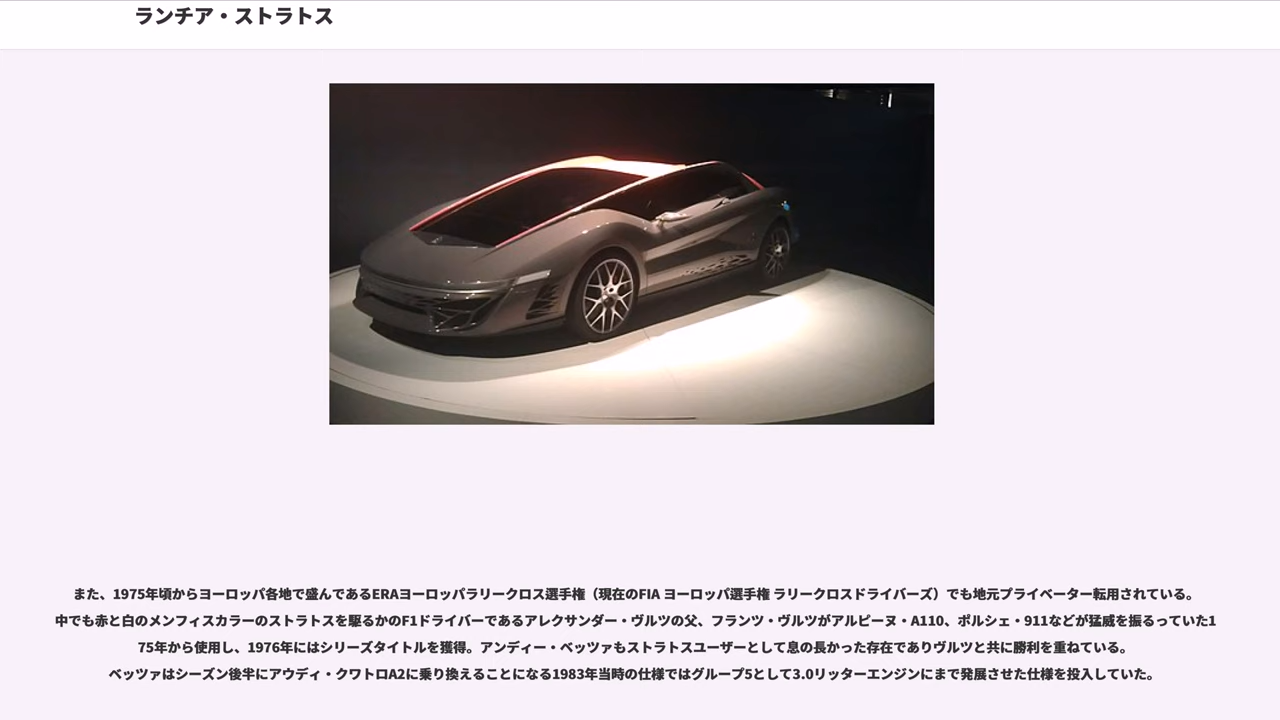 ランチア・ストラトス
また、1975年頃からヨーロッパ各地で盛んであるERAヨーロッパラリークロス選手権（現在のFIA ヨーロッパ選手権 ラリークロスドライバーズ）でも地元プライベーター転用されている。
中でも赤と白のメンフィスカラーのストラトスを駆るかのF1ドライバーであるアレクサンダー・ヴルツの父、フランツ・ヴルツがアルピーヌ・A110、ポルシェ・911などが猛威を振るっていた1
75年から使用し、1976年にはシリーズタイトルを獲得。アンディー・ベッツァもストラトスユーザーとして息の長かった存在でありヴルツと共に勝利を重ねている。
ベッツァはシーズン後半にアウディ・クワトロA2に乗り換えることになる1983年当時の仕様ではグループ5として3.0リッターエンジンにまで発展させた仕様を投入していた。